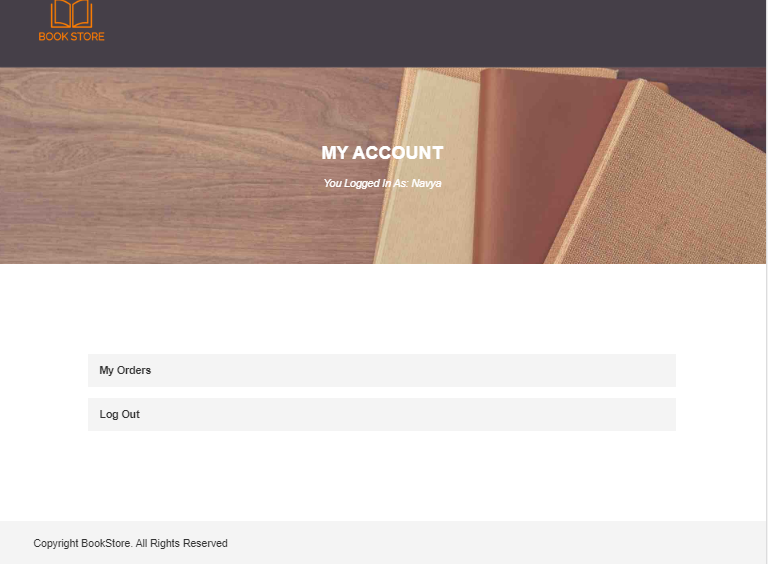 BOOK STORE
MY ACCOUNT
You Logged In As: Navya
My Orders
Log Out
Copyright BookStore. All Rights Reserved